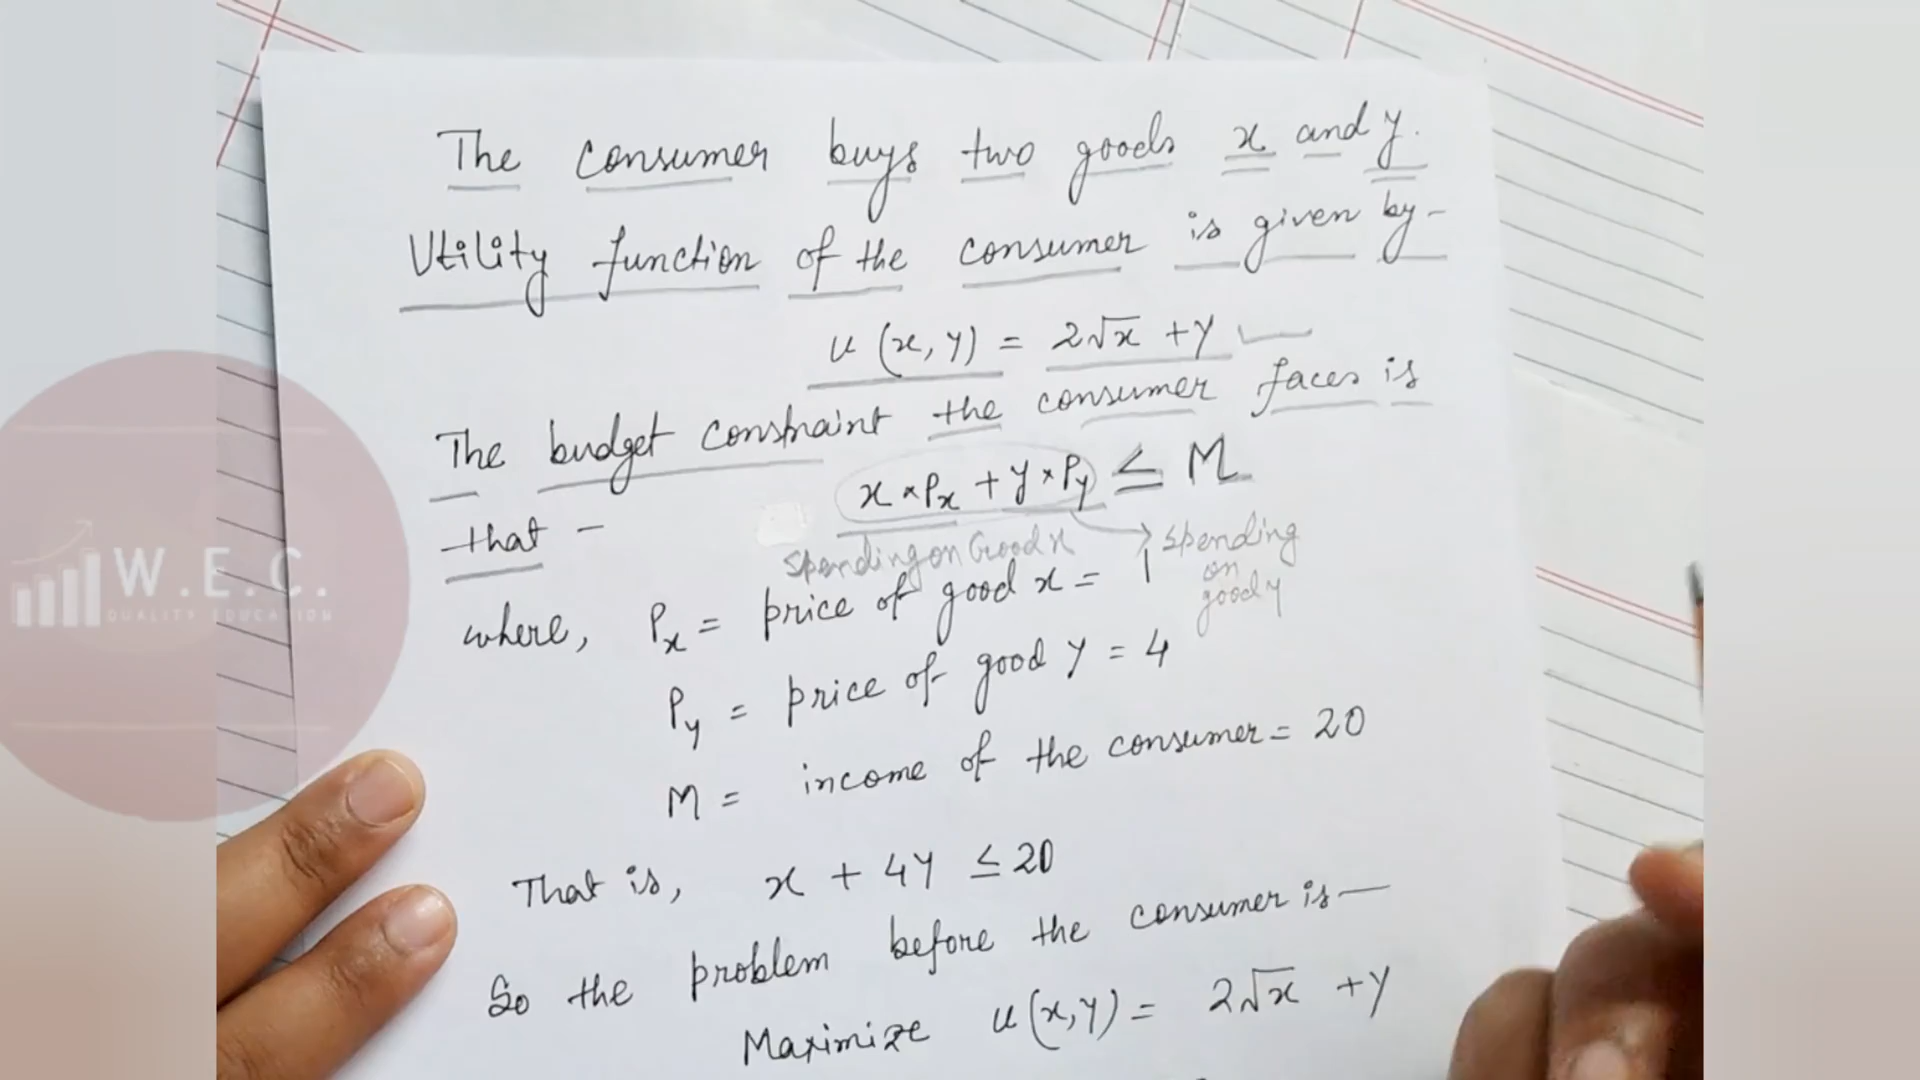 The consumer buys two goods x and y.
Utility function of the consumer is given by -
u (x, y) = 2√x + y
The budget constraint the consumer faces is
that - x × Px + y × Py ≤ M
spending on Good x
spending
on
good y
where, Px = price of good x = 1
Py = price of good y = 4
M = income of the consumer = 20
That is, x + 4y ≤ 20
So the problem before the consumer is —
Maximize u(x,y) = 2√x + y
W.E.C.
QUALITY EDUCATION